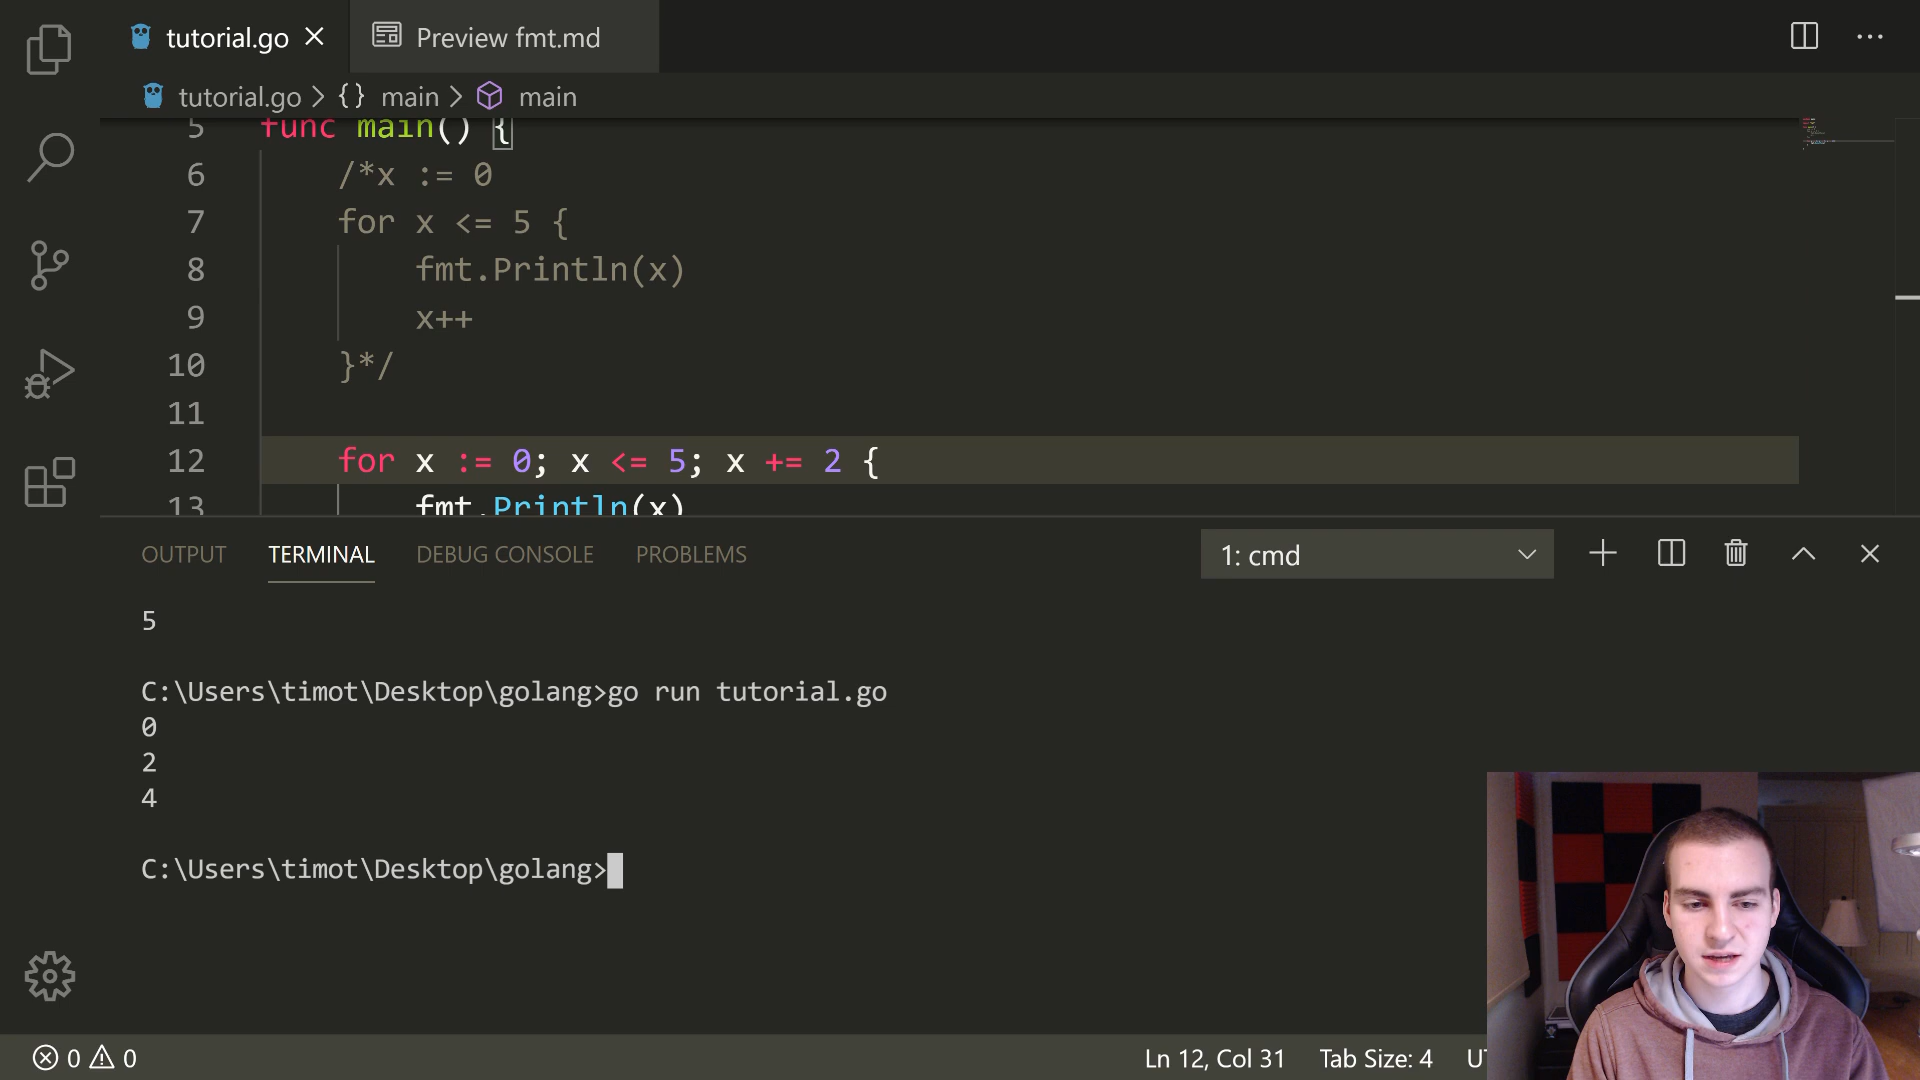 tutorial.go
Preview fmt.md
tutorial.go > {} main > main
5 func main() {
6 /*x := 0
7 for x <= 5 {
8 fmt.Println(x)
9 x++
10 }*/
11
12 for x := 0; x <= 5; x += 2 {
13 fmt.Println(x)
OUTPUT TERMINAL DEBUG CONSOLE PROBLEMS 1: cmd
5
C:\Users\timot\Desktop\golang>go run tutorial.go
0
2
4
C:\Users\timot\Desktop\golang>
0 0 Ln 12, Col 31 Tab Size: 4